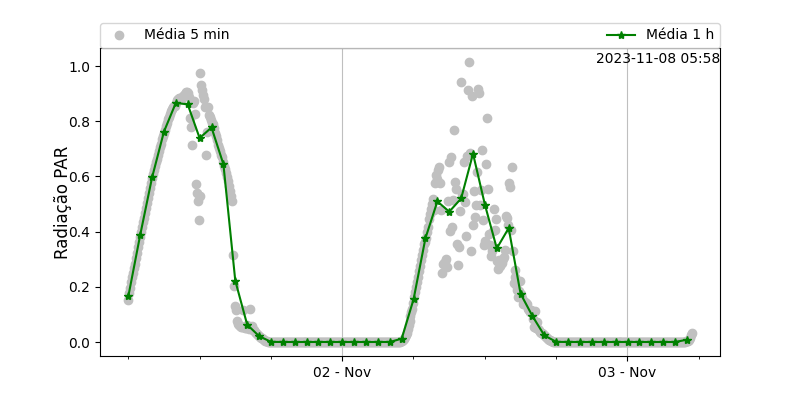 Média 5 min
Média 1 h
2023-11-08 05:58
1.0
0.8
0.6
0.4
0.2
0.0
Radiação PAR
02 - Nov
03 - Nov